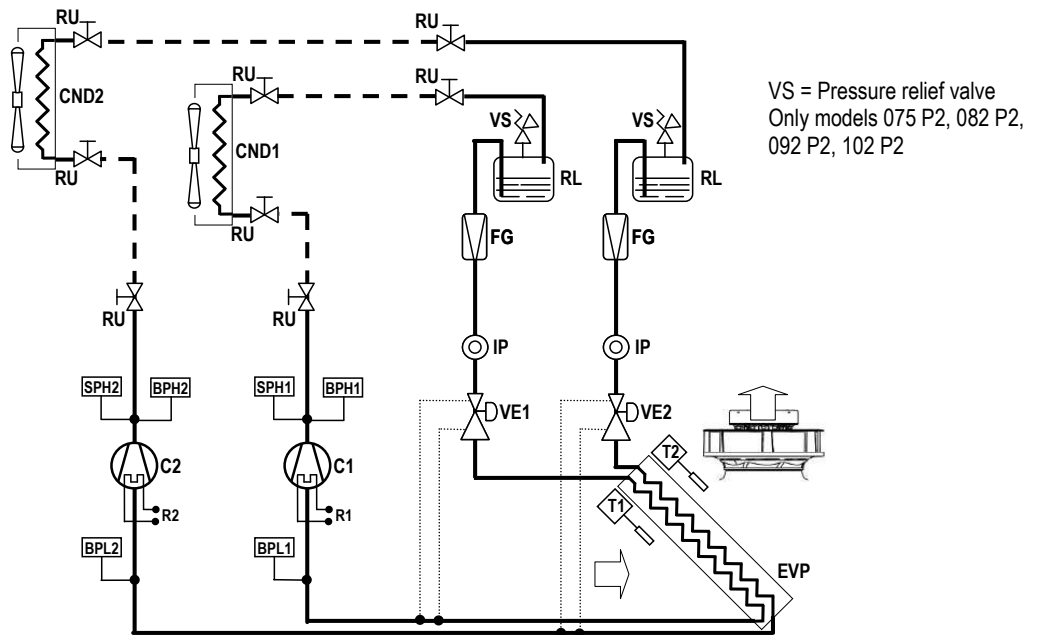 RU
RU
CND2
RU
VS = Pressure relief valve
Only models 075 P2, 082 P2,
092 P2, 102 P2
RU
RU
CND1
VS
VS
RU
RL
RL
RU
FG
FG
RU
RU
IP
IP
SPH2
BPH2
SPH1
BPH1
VE1
VE2
C2
C1
T2
T1
R2
R1
BPL2
BPL1
EVP